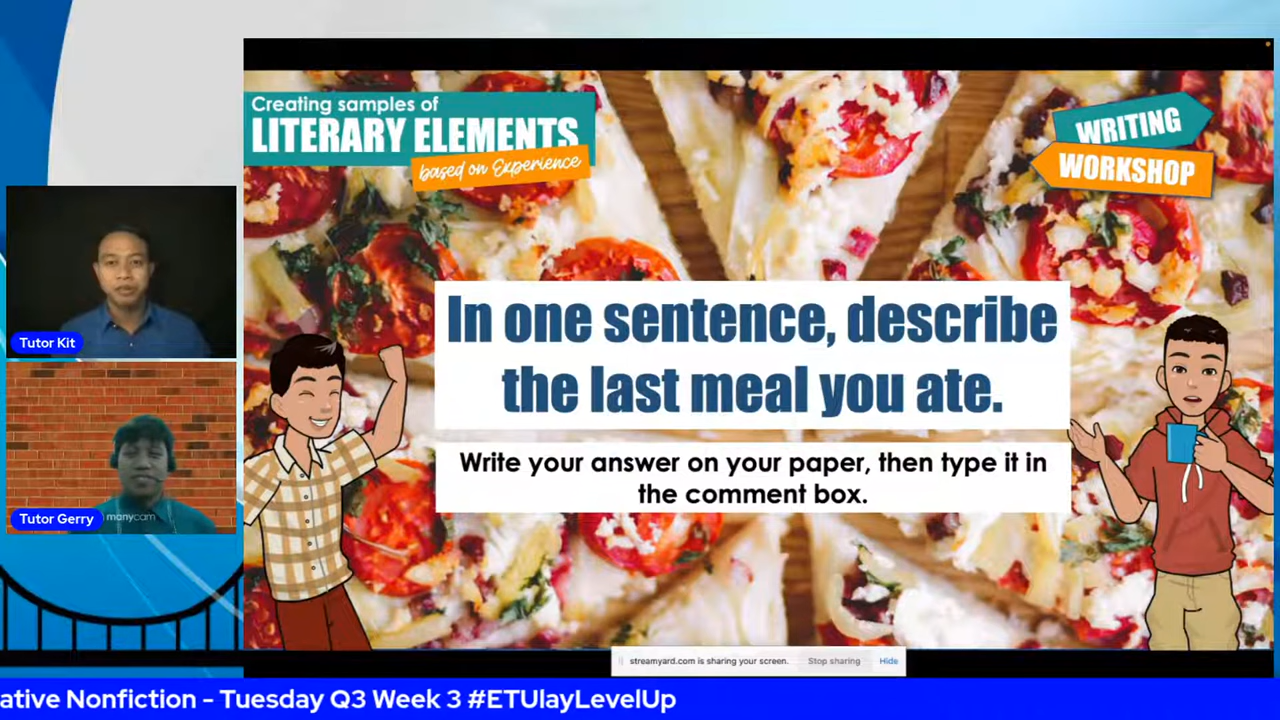 Creating samples of
LITERARY ELEMENTS
based on Experience
WRITING
WORKSHOP
In one sentence, describe
the last meal you ate.
Write your answer on your paper, then type it in
the comment box.
Tutor Kit
Tutor Gerry
manycam
streamyard.com is sharing your screen.
Stop sharing
Hide
ative Nonfiction - Tuesday Q3 Week 3 #ETUlayLevelUp